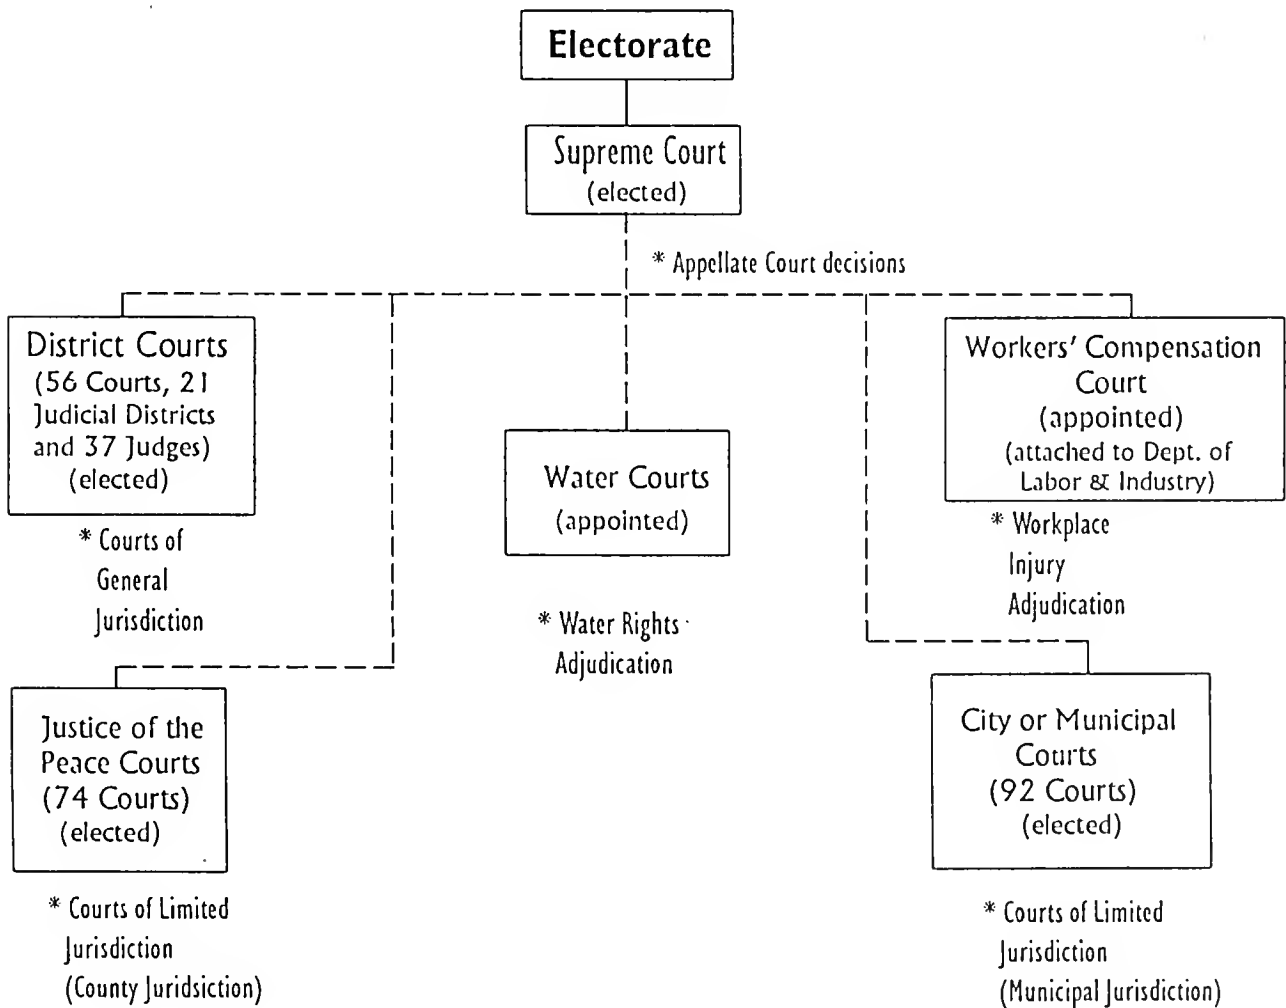 Electorate
Supreme Court
(elected)
* Appellate Court decisions
District Courts
(56 Courts, 21
Judicial Districts
and 37 Judges)
(elected)
* Courts of
General
Jurisdiction
Water Courts
(appointed)
* Water Rights
Adjudication
Workers' Compensation
Court
(appointed)
(attached to Dept. of
Labor & Industry)
* Workplace
Injury
Adjudication
Justice of the
Peace Courts
(74 Courts)
(elected)
* Courts of Limited
Jurisdiction
(County Juridsiction)
City or Municipal
Courts
(92 Courts)
(elected)
* Courts of Limited
Jurisdiction
(Municipal Jurisdiction)